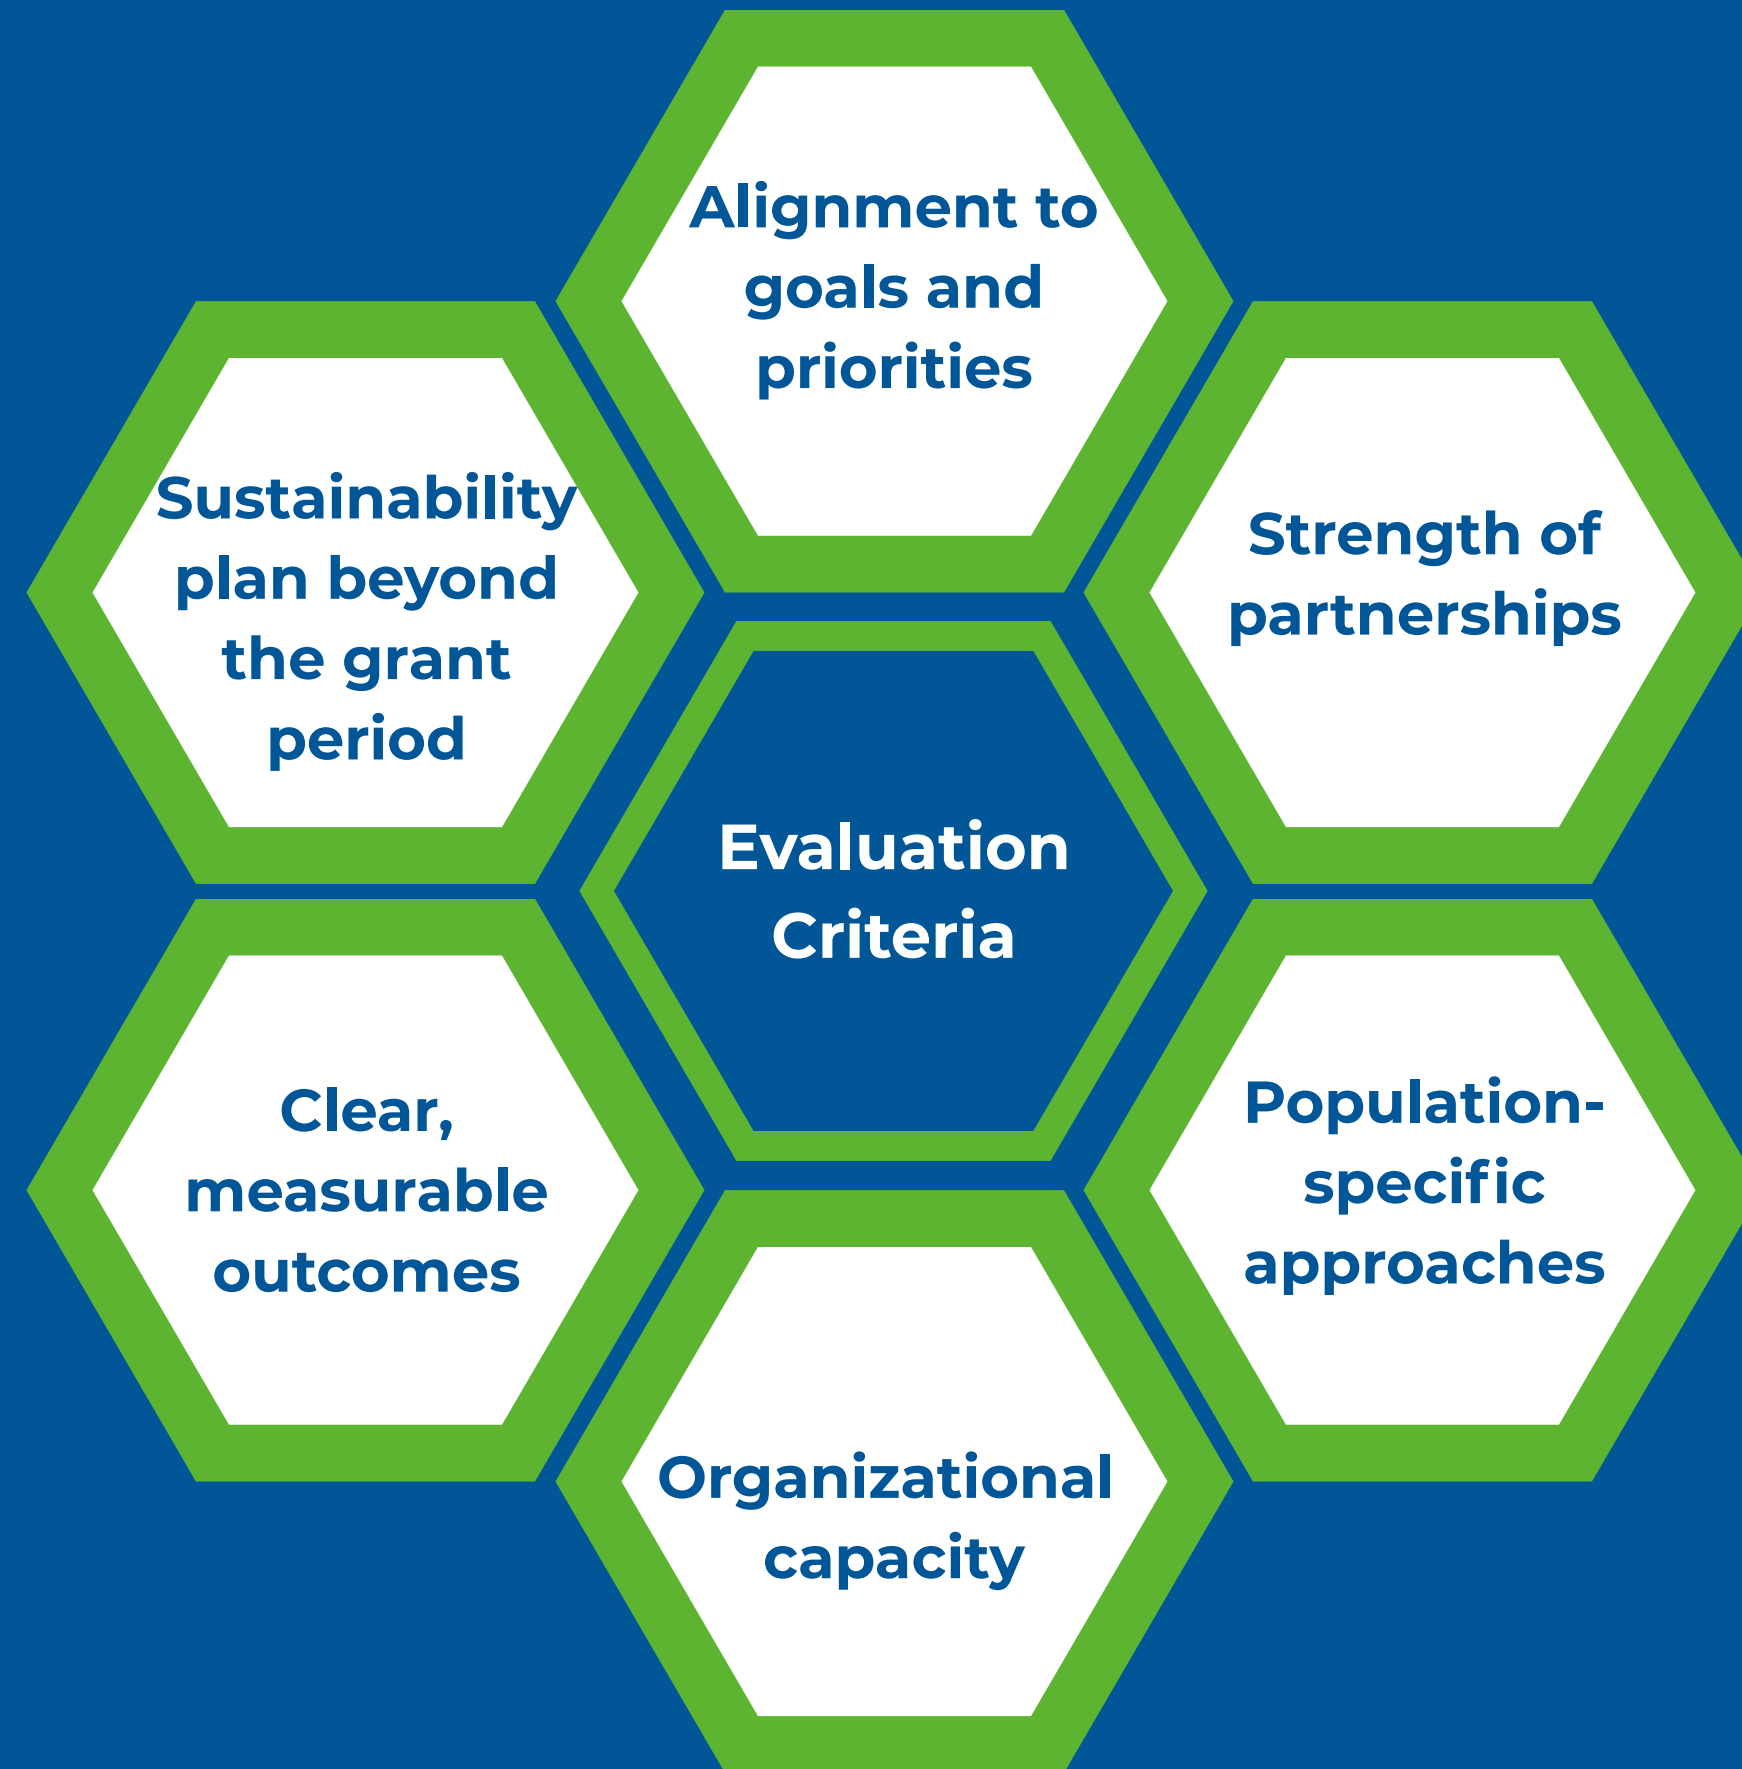 Alignment to
goals and
priorities
Strength of
partnerships
Population-
specific
approaches
Organizational
capacity
Clear,
measurable
outcomes
Sustainability
plan beyond
the grant
period
Evaluation
Criteria